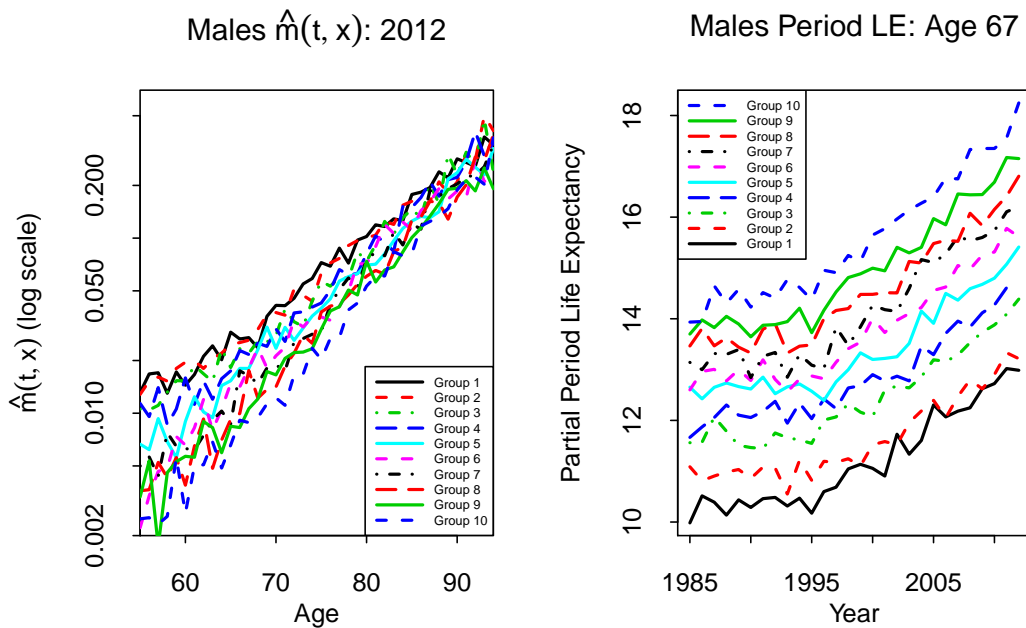 Males m̂(t, x): 2012
m̂(t, x) (log scale)
0.200
0.050
0.010
0.002
60
70
80
90
Age
Group 1
Group 2
Group 3
Group 4
Group 5
Group 6
Group 7
Group 8
Group 9
Group 10
Males Period LE: Age 67
Partial Period Life Expectancy
18
16
14
12
10
1985
1995
2005
Year
Group 10
Group 9
Group 8
Group 7
Group 6
Group 5
Group 4
Group 3
Group 2
Group 1